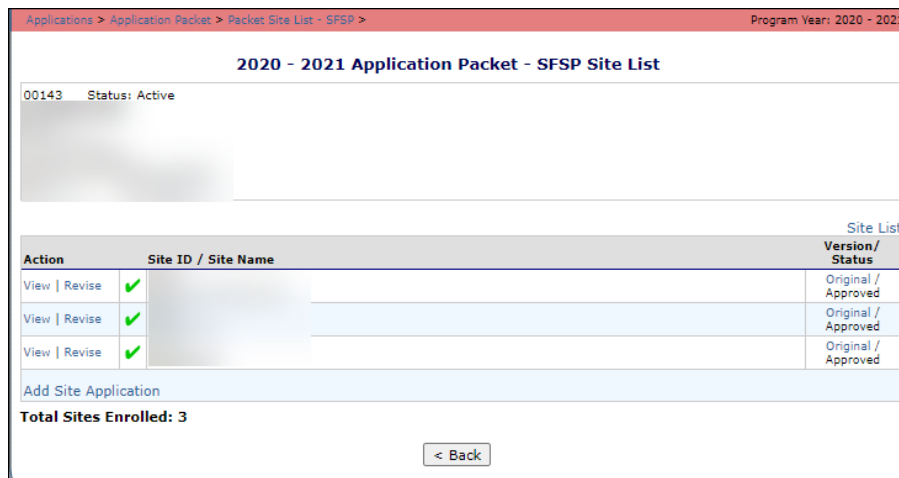 Applications > Application Packet > Packet Site List - SFSP > Program Year: 2020 - 2021
2020 - 2021 Application Packet - SFSP Site List
00143 Status: Active
Site List
Action Site ID / Site Name Version/
Status
View | Revise Original /
Approved
View | Revise Original /
Approved
View | Revise Original /
Approved
Add Site Application
Total Sites Enrolled: 3
< Back